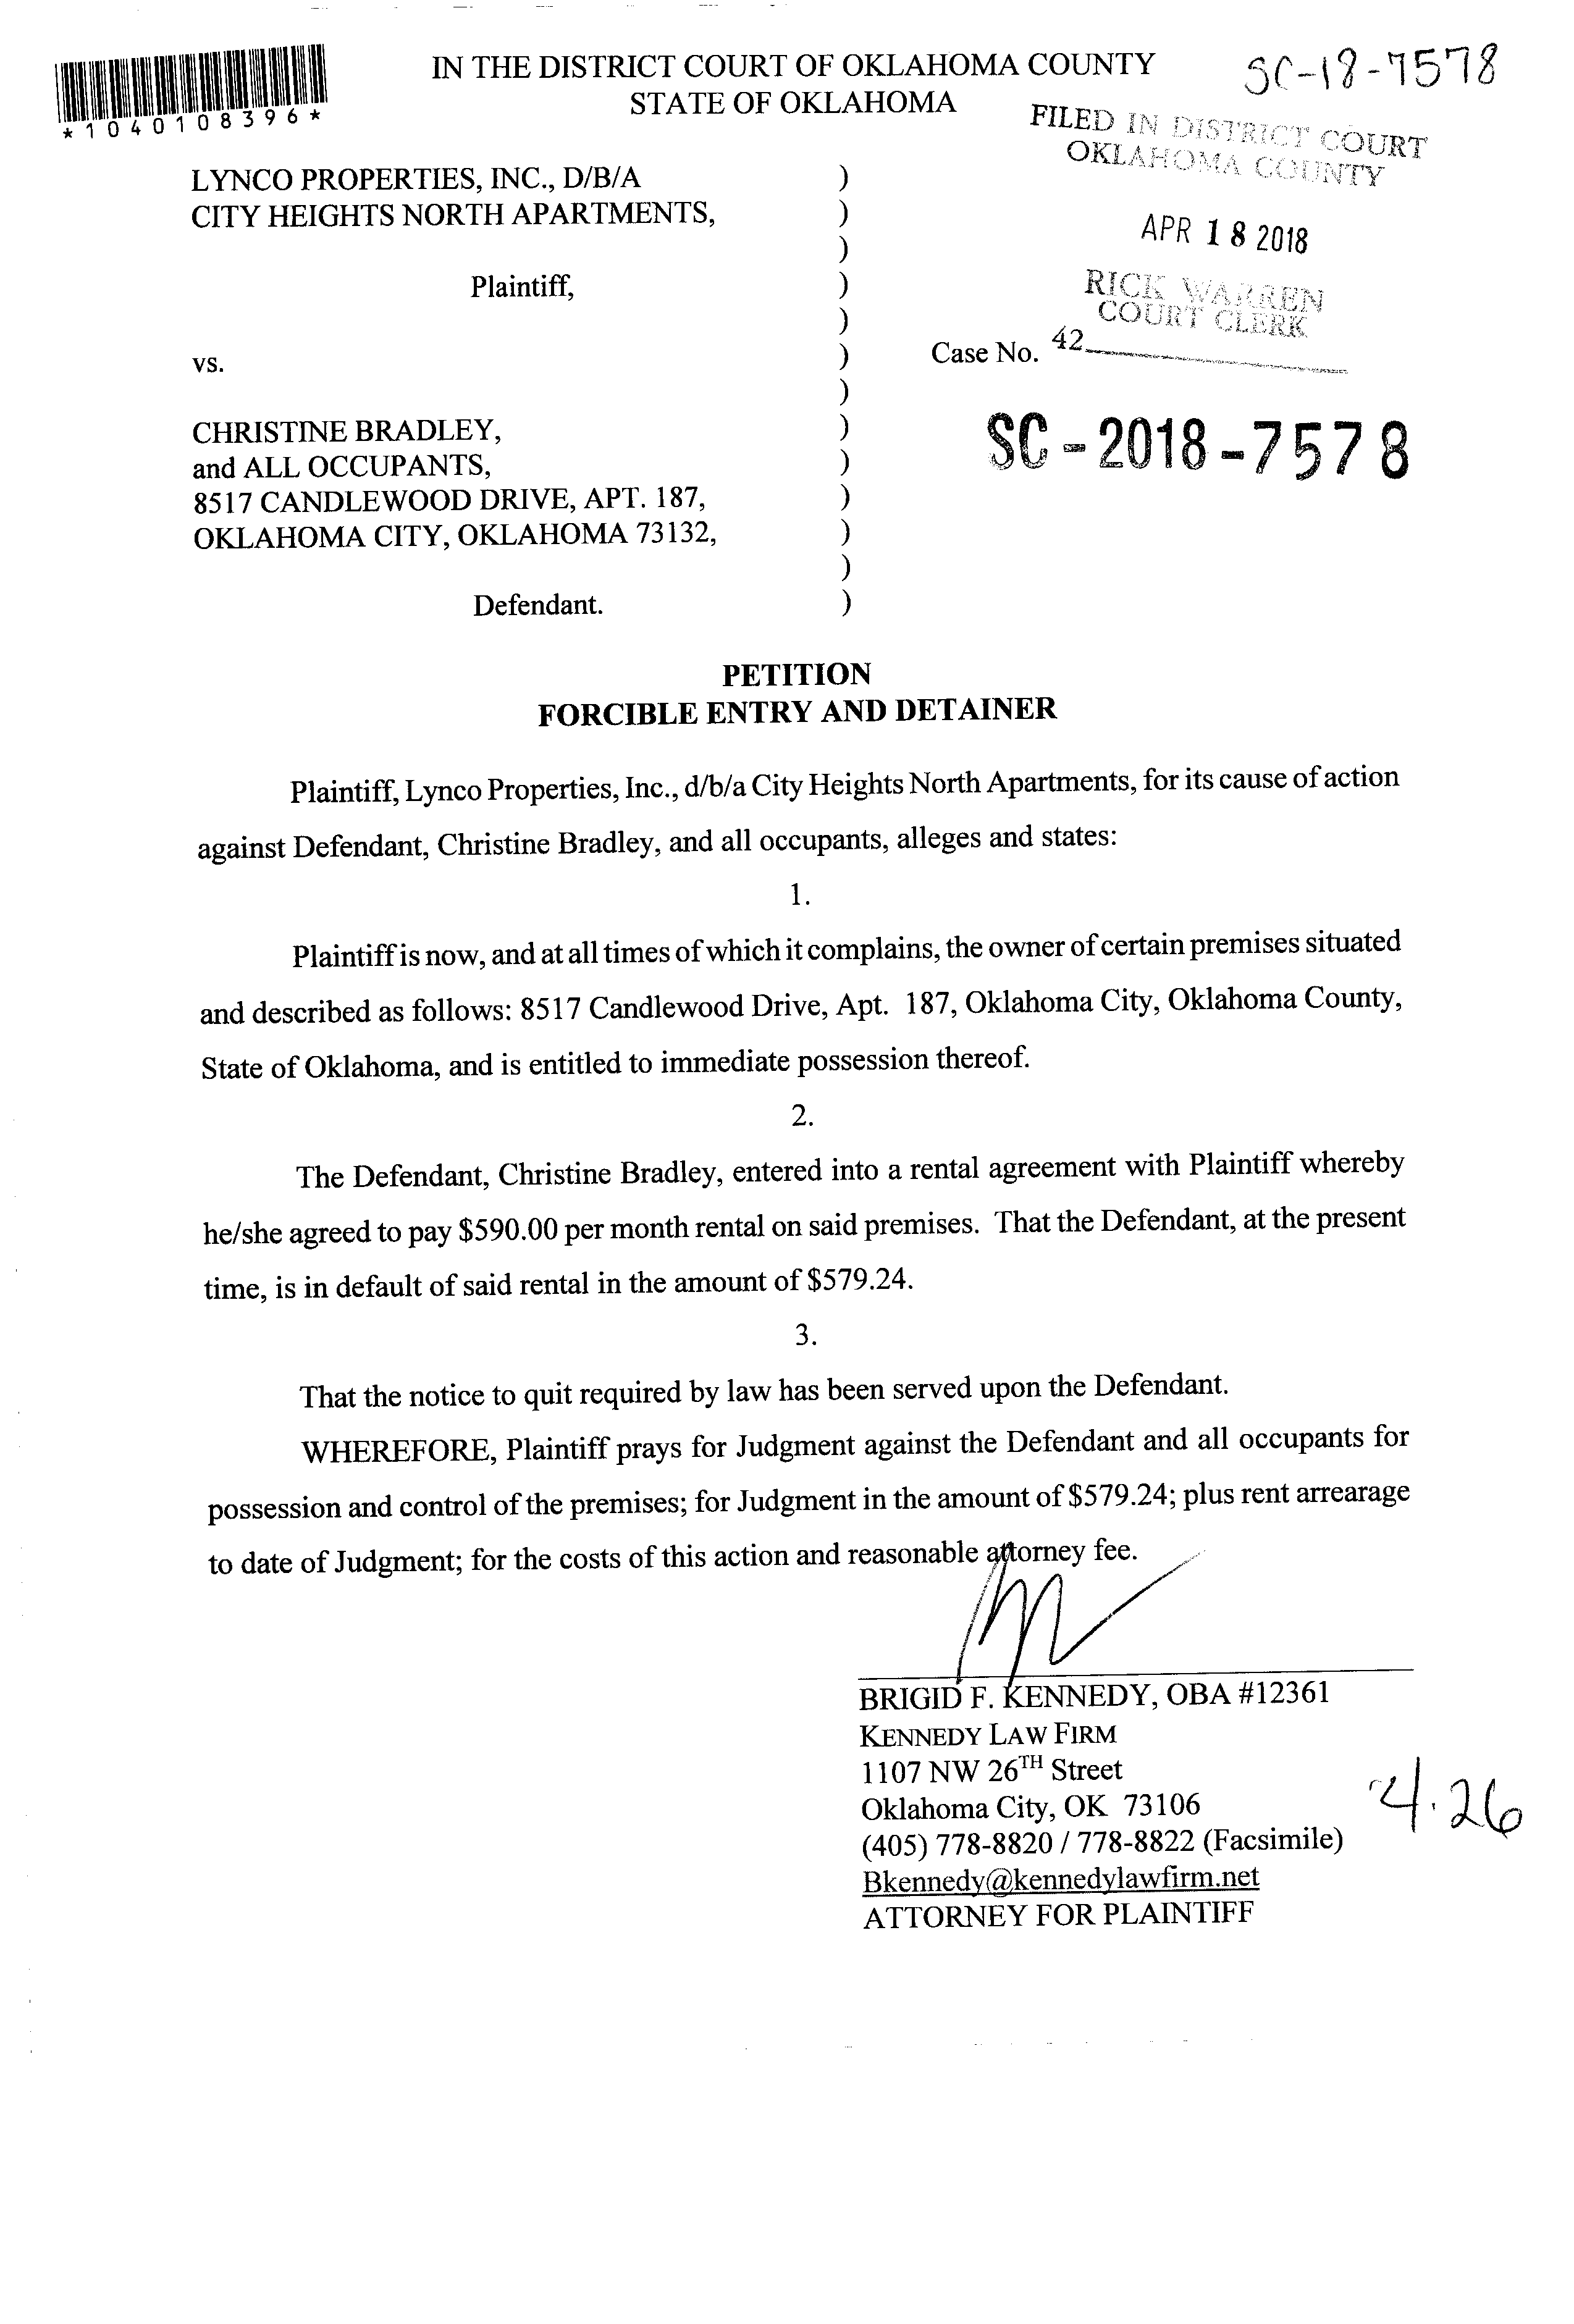 IN THE DISTRICT COURT OF OKLAHOMA COUNTY
STATE OF OKLAHOMA
SC-18-7578
*1040108396*
FILED IN DISTRICT COURT
OKLAHOMA COUNTY
APR 18 2018
RICK WARREN
COURT CLERK
42
LYNCO PROPERTIES, INC., D/B/A )
CITY HEIGHTS NORTH APARTMENTS, )
)
Plaintiff, )
)
vs. ) Case No.
)
CHRISTINE BRADLEY, ) SC-2018-7578
and ALL OCCUPANTS, )
8517 CANDLEWOOD DRIVE, APT. 187, )
OKLAHOMA CITY, OKLAHOMA 73132, )
)
Defendant. )
PETITION
FORCIBLE ENTRY AND DETAINER
Plaintiff, Lynco Properties, Inc., d/b/a City Heights North Apartments, for its cause of action
against Defendant, Christine Bradley, and all occupants, alleges and states:
1.
Plaintiff is now, and at all times of which it complains, the owner of certain premises situated
and described as follows: 8517 Candlewood Drive, Apt. 187, Oklahoma City, Oklahoma County,
State of Oklahoma, and is entitled to immediate possession thereof.
2.
The Defendant, Christine Bradley, entered into a rental agreement with Plaintiff whereby
he/she agreed to pay $590.00 per month rental on said premises. That the Defendant, at the present
time, is in default of said rental in the amount of $579.24.
3.
That the notice to quit required by law has been served upon the Defendant.
WHEREFORE, Plaintiff prays for Judgment against the Defendant and all occupants for
possession and control of the premises; for Judgment in the amount of $579.24; plus rent arrearage
to date of Judgment; for the costs of this action and reasonable attorney fee.
BRIGID F. KENNEDY, OBA #12361
KENNEDY LAW FIRM
1107 NW 26TH Street
Oklahoma City, OK 73106
(405) 778-8820 / 778-8822 (Facsimile)
Bkennedy@kennedylawfirm.net
ATTORNEY FOR PLAINTIFF
4.26